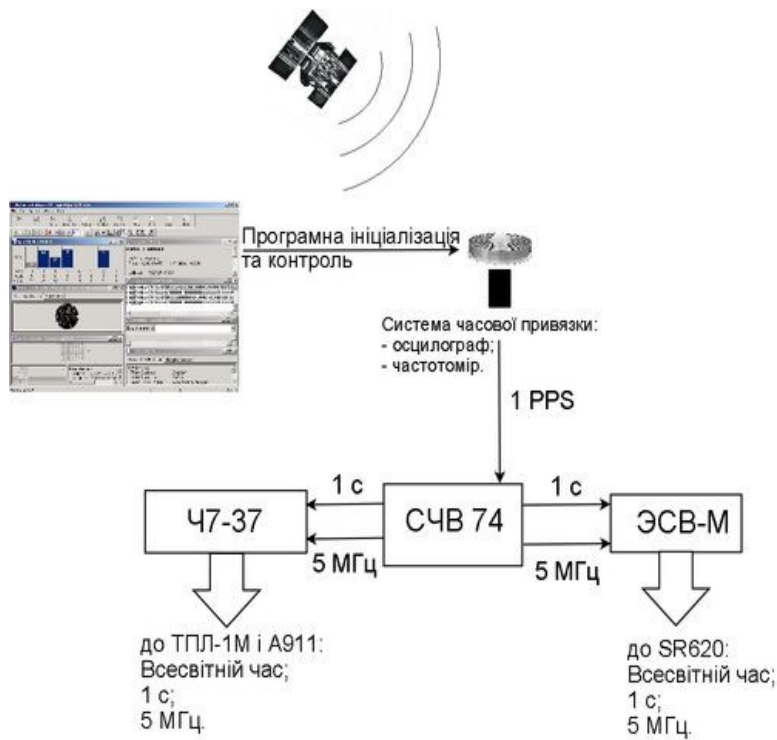 Програмна ініціалізація
та контроль
Система часової привязки:
- осцилограф;
- частотомір.
1 PPS
1 с
1 с
Ч7-37
СЧВ 74
ЭСВ-М
5 МГц
5 МГц
до ТПЛ-1М і А911:
Всесвітній час;
1 с;
5 МГц.
до SR620:
Всесвітній час;
1 с;
5 МГц.